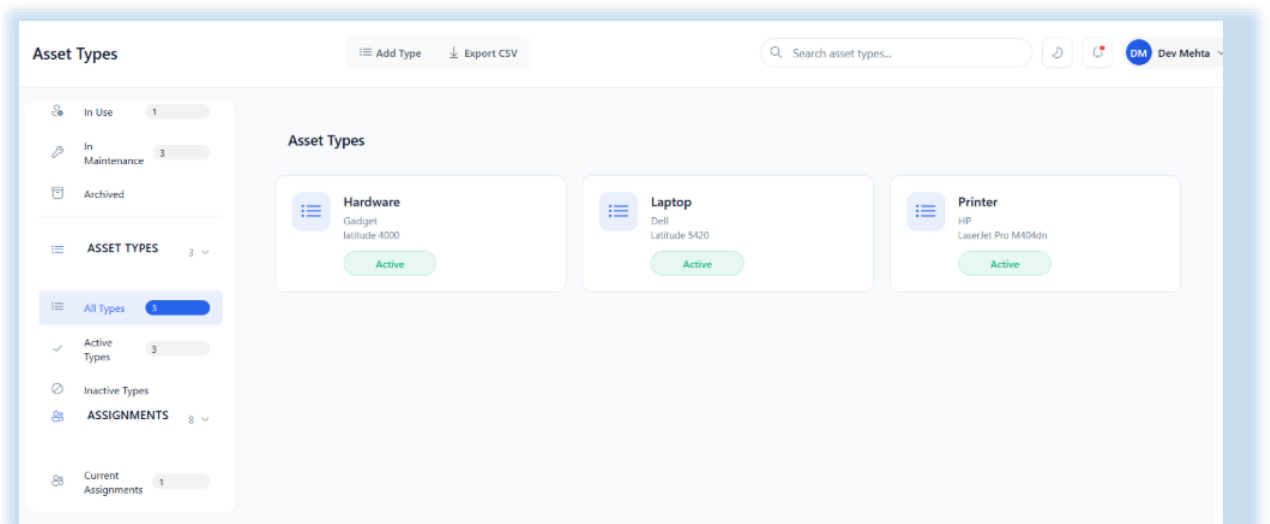 Asset Types
Add Type
Export CSV
Search asset types...
DM
Dev Mehta
In Use 1
In
Maintenance 3
Archived
ASSET TYPES 3
All Types 3
Active
Types 3
Inactive Types
ASSIGNMENTS 8
Current
Assignments 1
Asset Types
Hardware
Gadget
latitude 4000
Active
Laptop
Dell
Latitude 5420
Active
Printer
HP
LaserJet Pro M404dn
Active